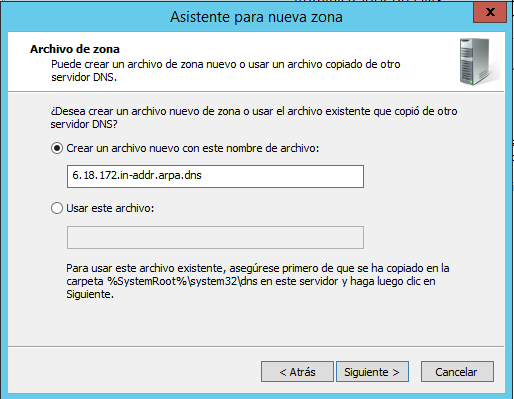 Asistente para nueva zona
x
Archivo de zona
Puede crear un archivo de zona nuevo o usar un archivo copiado de otro
servidor DNS.
¿Desea crear un archivo nuevo de zona o usar el archivo existente que copió de otro
servidor DNS?
Crear un archivo nuevo con este nombre de archivo:
6.18.172.in-addr.arpa.dns
Usar este archivo:
Para usar este archivo existente, asegúrese primero de que se ha copiado en la
carpeta %SystemRoot%\system32\dns en este servidor y haga luego clic en
Siguiente.
< Atrás Siguiente > Cancelar